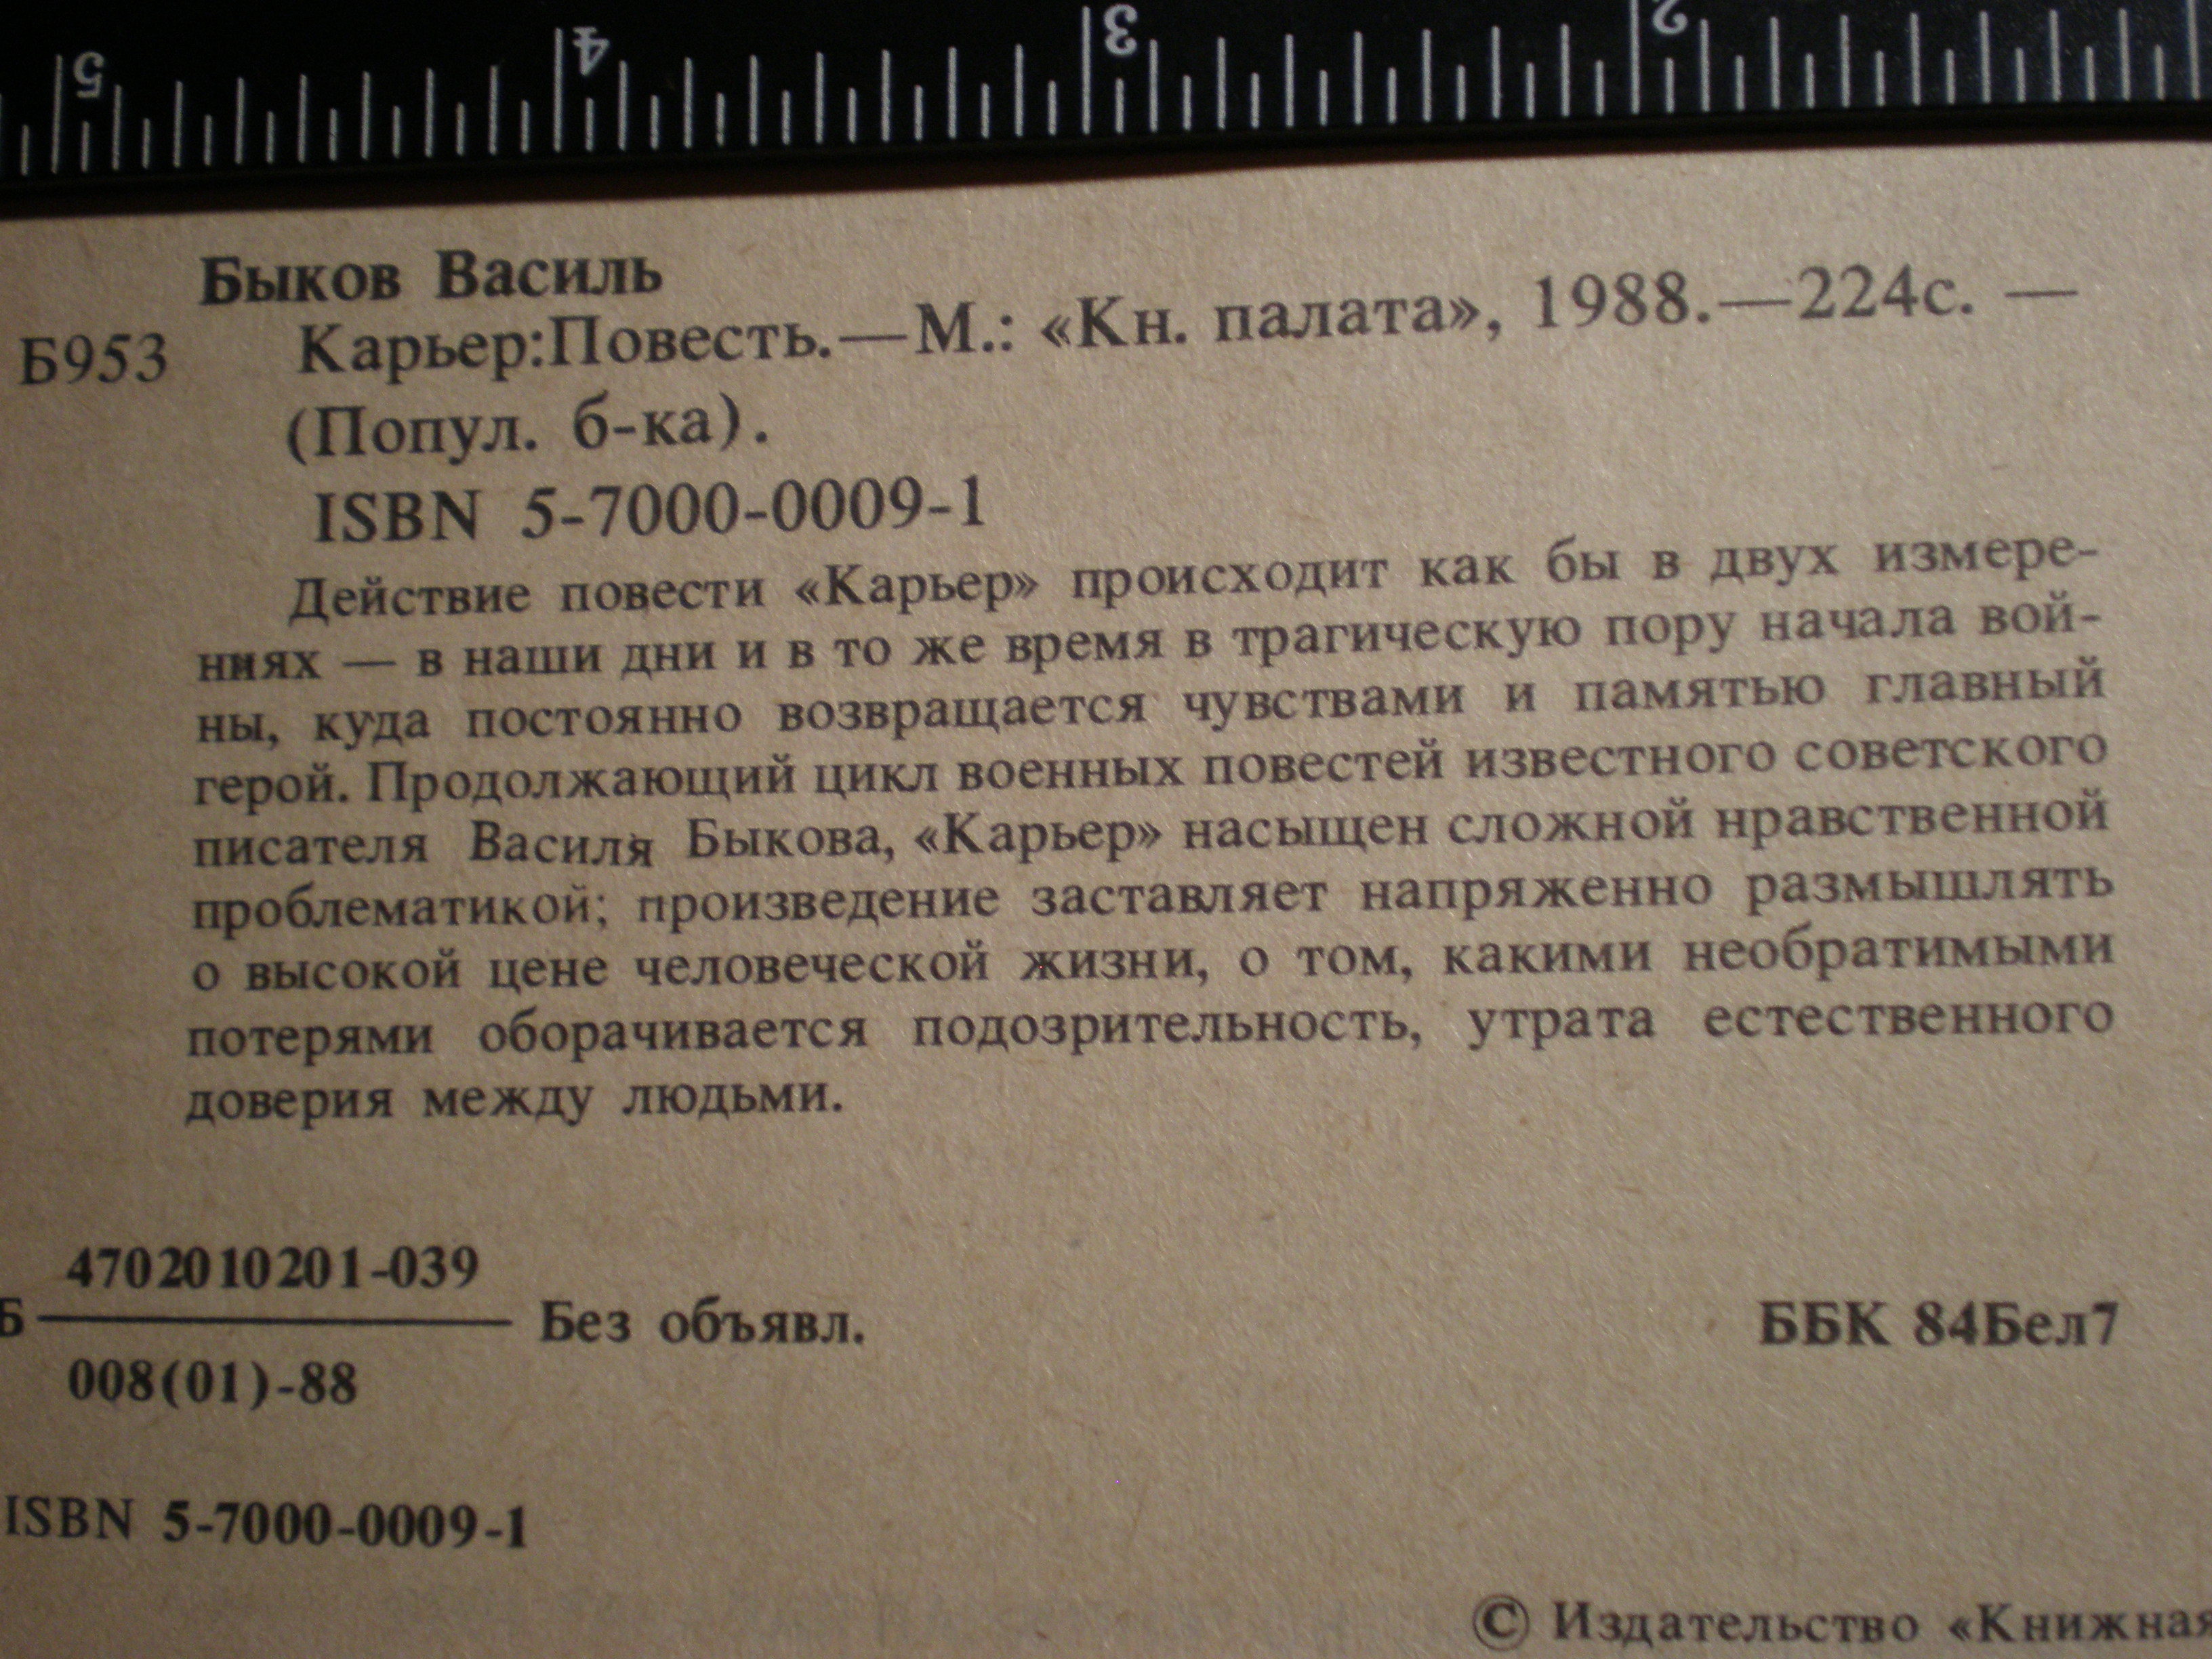 5 4 3 2
Быков Василь
Б953 Карьер:Повесть.—М.: «Кн. палата», 1988.—224с. —
(Попул. б-ка).
ISBN 5-7000-0009-1
Действие повести «Карьер» происходит как бы в двух измере-
ниях — в наши дни и в то же время в трагическую пору начала вой-
ны, куда постоянно возвращается чувствами и памятью главный
герой. Продолжающий цикл военных повестей известного советского
писателя Василя Быкова, «Карьер» насыщен сложной нравственной
проблематикой; произведение заставляет напряженно размышлять
о высокой цене человеческой жизни, о том, какими необратимыми
потерями оборачивается подозрительность, утрата естественного
доверия между людьми.
4702010201-039
Б Без объявл. ББК 84Бел7
008(01)-88
ISBN 5-7000-0009-1
© Издательство «Книжная